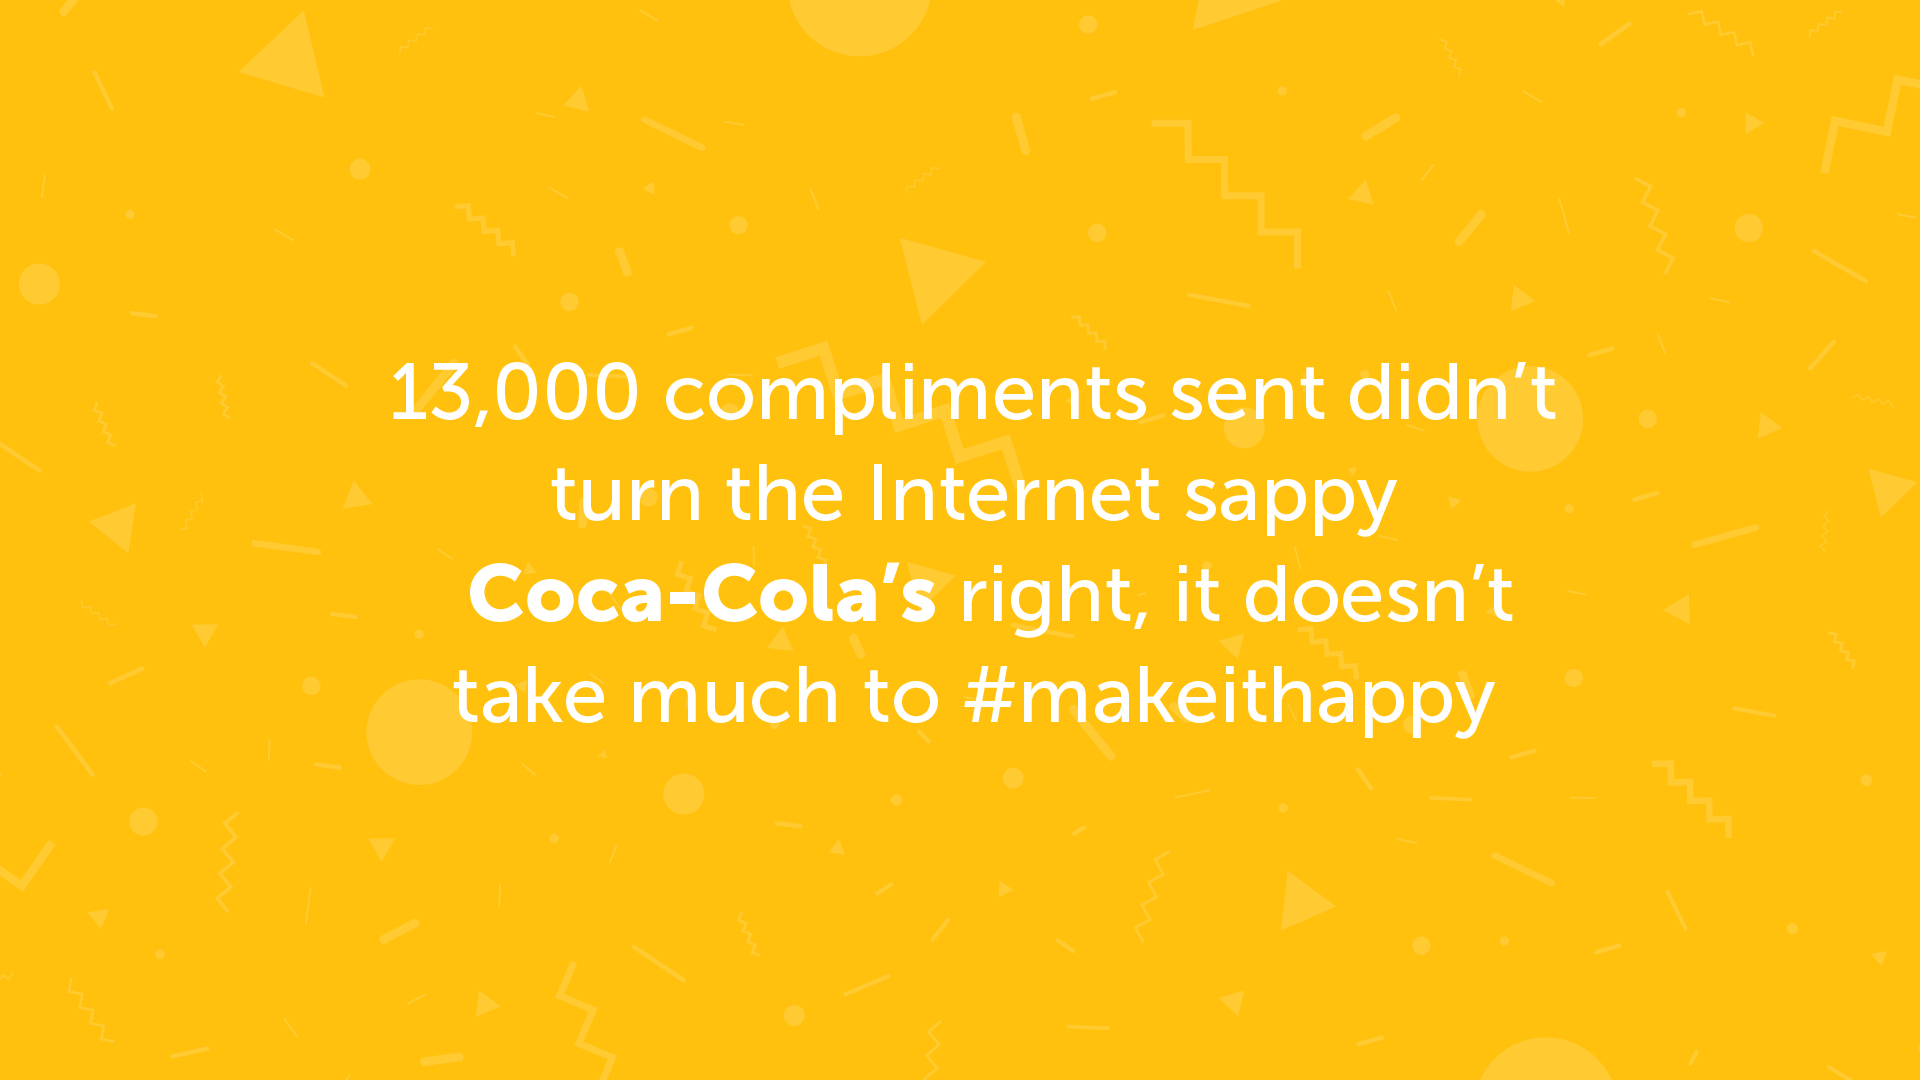 13,000 compliments sent didn’t
turn the Internet sappy
Coca-Cola’s right, it doesn’t
take much to #makeithappy